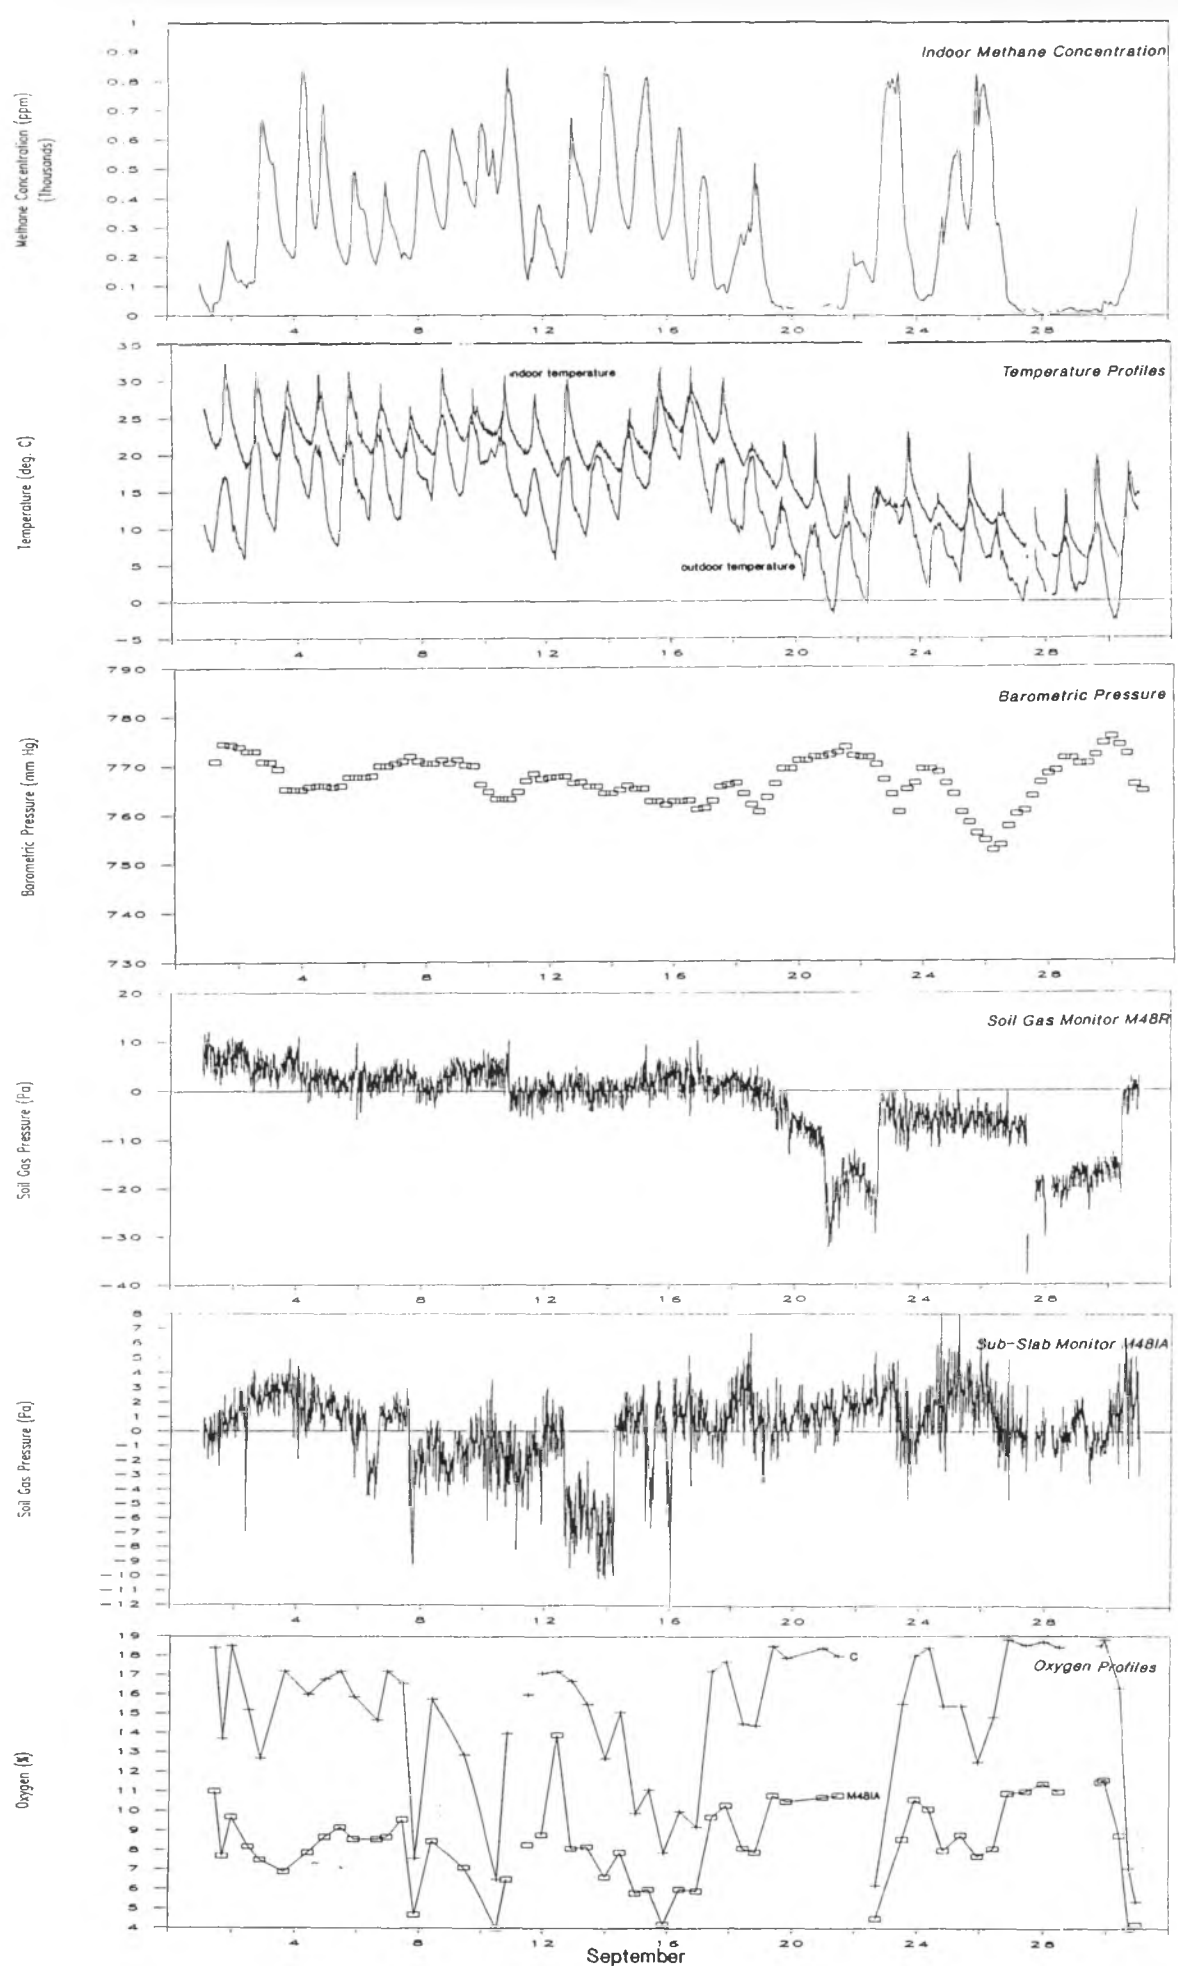 Indoor Methane Concentration
Methane Concentration (ppm)
(Thousands)
1
0.9
0.8
0.7
0.6
0.5
0.4
0.3
0.2
0.1
0
4 8 12 16 20 24 28
Temperature Profiles
indoor temperature
outdoor temperature
Temperature (deg. C)
35
30
25
20
15
10
5
0
-5
4 8 12 16 20 24 28
Barometric Pressure
Barometric Pressure (mm Hg)
790
780
770
760
750
740
730
4 8 12 16 20 24 28
Soil Gas Monitor M48R
Soil Gas Pressure (Pa)
20
10
0
-10
-20
-30
-40
4 8 12 16 20 24 28
Sub-Slab Monitor M48IA
Soil Gas Pressure (Pa)
8
7
6
5
4
3
2
1
0
-1
-2
-3
-4
-5
-6
-7
-8
-9
-10
-11
-12
4 8 12 16 20 24 28
Oxygen Profiles
C
M48IA
Oxygen (%)
19
18
17
16
15
14
13
12
11
10
9
8
7
6
5
4
4 8 12 16 20 24 28
September